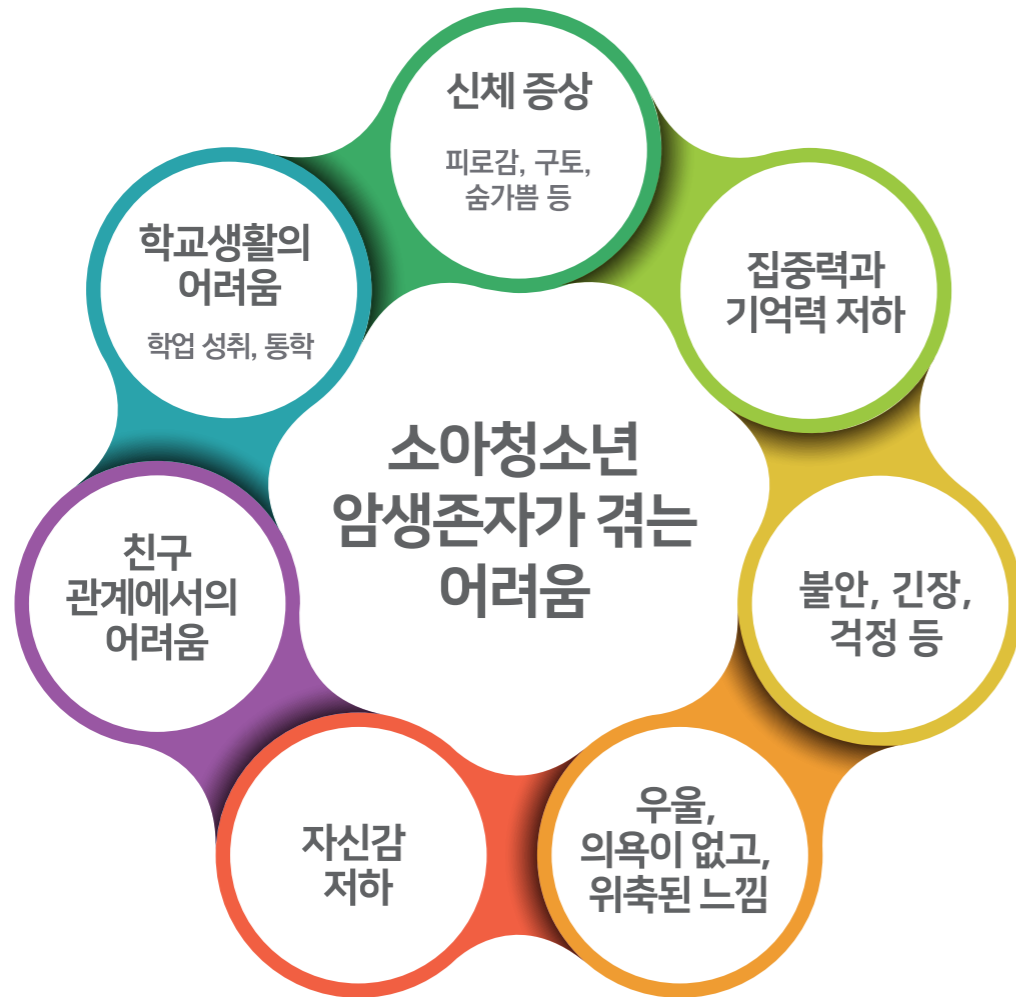 소아청소년
암생존자가 겪는
어려움
신체 증상
피로감, 구토,
숨가쁨 등
집중력과
기억력 저하
불안, 긴장,
걱정 등
우울,
의욕이 없고,
위축된 느낌
자신감
저하
친구
관계에서의
어려움
학교생활의
어려움
학업 성취, 통학